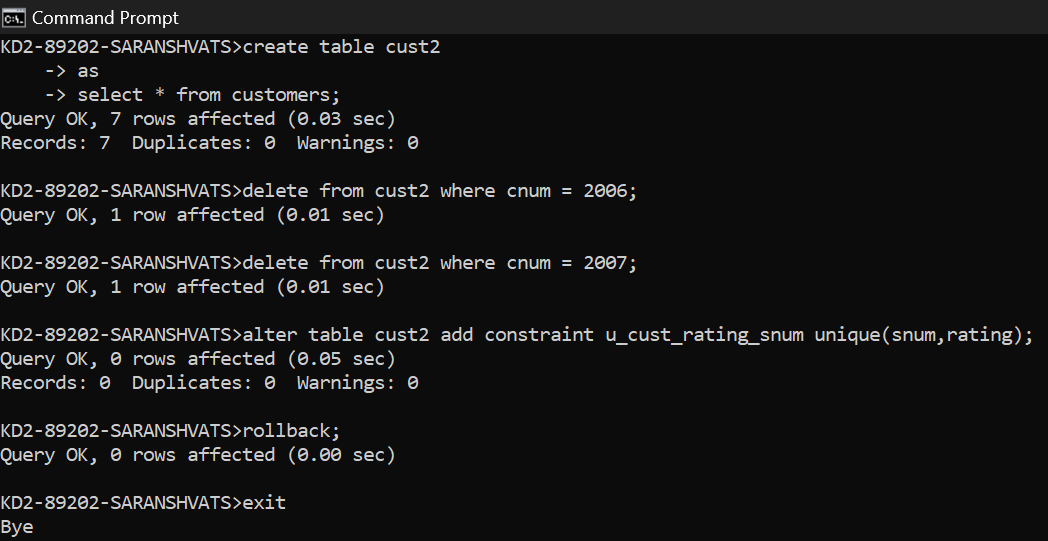 Command Prompt
KD2-89202-SARANSHVATS>create table cust2
    -> as
    -> select * from customers;
Query OK, 7 rows affected (0.03 sec)
Records: 7  Duplicates: 0  Warnings: 0
KD2-89202-SARANSHVATS>delete from cust2 where cnum = 2006;
Query OK, 1 row affected (0.01 sec)
KD2-89202-SARANSHVATS>delete from cust2 where cnum = 2007;
Query OK, 1 row affected (0.01 sec)
KD2-89202-SARANSHVATS>alter table cust2 add constraint u_cust_rating_snum unique(snum,rating);
Query OK, 0 rows affected (0.05 sec)
Records: 0  Duplicates: 0  Warnings: 0
KD2-89202-SARANSHVATS>rollback;
Query OK, 0 rows affected (0.00 sec)
KD2-89202-SARANSHVATS>exit
Bye